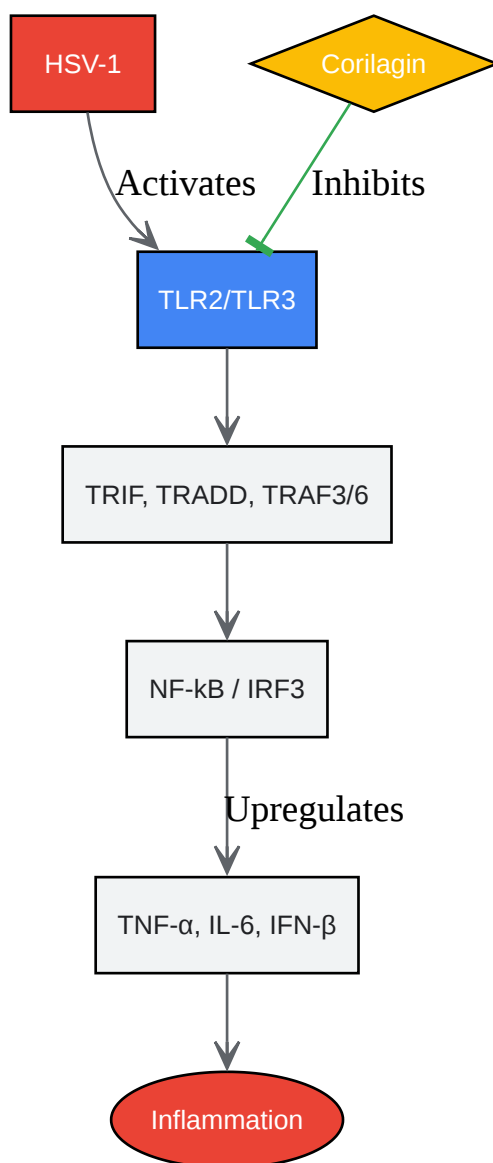 HSV-1
Corilagin
Activates
Inhibits
TLR2/TLR3
TRIF, TRADD, TRAF3/6
NF-kB / IRF3
Upregulates
TNF-α, IL-6, IFN-β
Inflammation